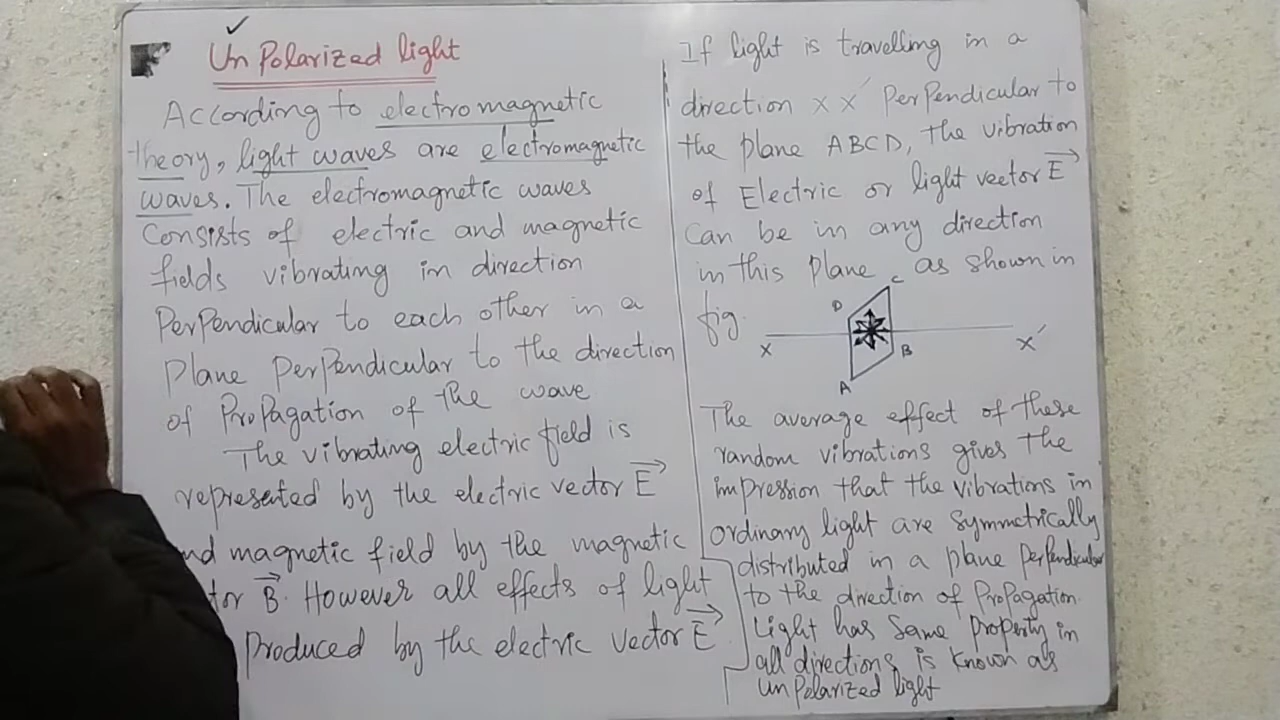 Un Polarized light
According to electromagnetic
theory, light waves are electromagnetic
waves. The electromagnetic waves
Consists of electric and magnetic
fields vibrating in direction
Perpendicular to each other in a
Plane Perpendicular to the direction
of Propagation of the wave
The vibrating electric field is
represented by the electric vector E→
nd magnetic field by the magnetic
tor B→. However all effects of light
Produced by the electric vector E→
If light is travelling in a
direction X X′ Perpendicular to
the plane ABCD, the vibration
of Electric or light vector E→
Can be in any direction
in this plane as shown in
fig.
C
D
X
B
X′
A
The average effect of these
random vibrations gives the
impression that the vibrations in
ordinary light are symmetrically
distributed in a plane perpendicular
to the direction of Propagation.
Light has same property in
all directions is known as
un Polarized light